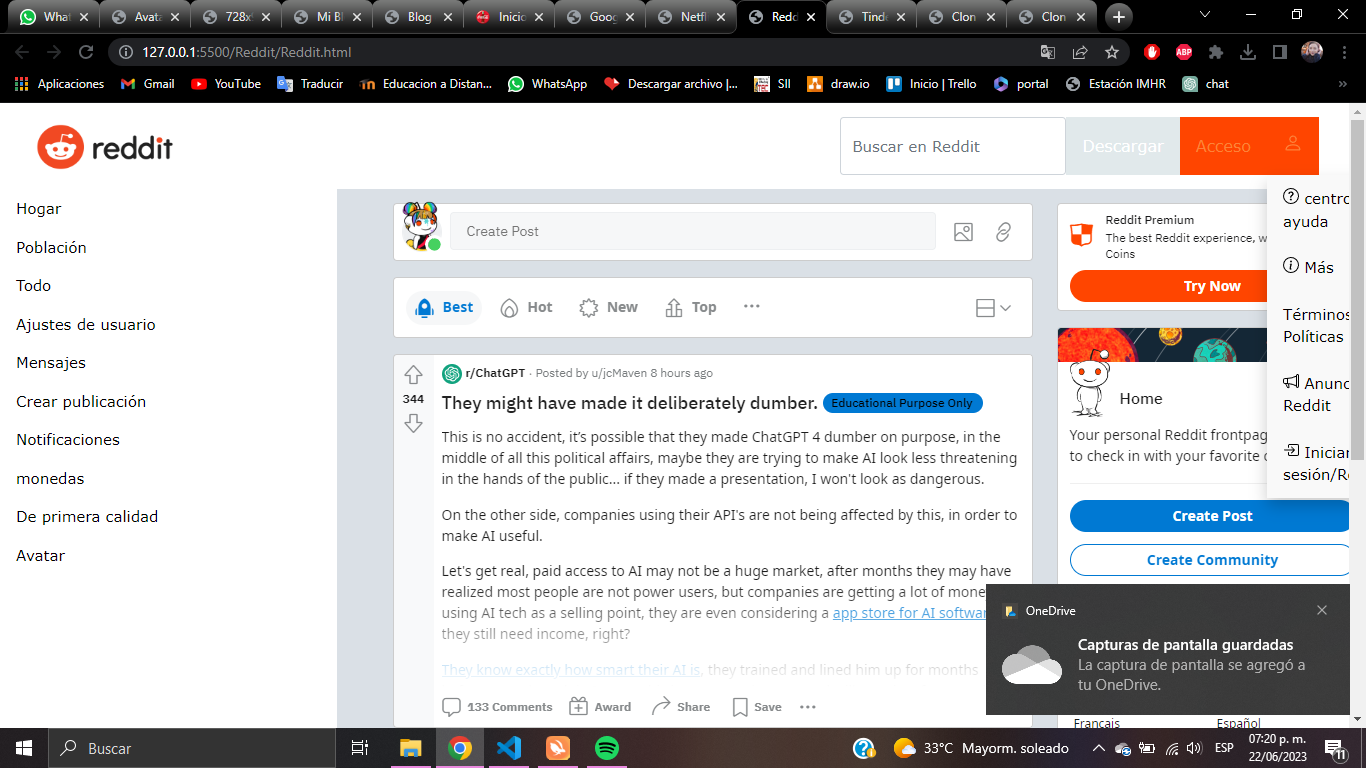 What
Avata
728x
Mi Bl
Blog
Inicio
Goog
Netfl
Redd
Tinde
Clon
Clon
127.0.0.1:5500/Reddit/Reddit.html
ABP
Aplicaciones
Gmail
YouTube
Traducir
Educacion a Distan...
WhatsApp
Descargar archivo |...
SII
draw.io
Inicio | Trello
portal
Estación IMHR
chat
»
reddit
Buscar en Reddit
Descargar
Acceso
Hogar
Población
Todo
Ajustes de usuario
Mensajes
Crear publicación
Notificaciones
monedas
De primera calidad
Avatar
Create Post
Best
Hot
New
Top
344
r/ChatGPT · Posted by u/jcMaven 8 hours ago
They might have made it deliberately dumber. Educational Purpose Only
This is no accident, it’s possible that they made ChatGPT 4 dumber on purpose, in the
middle of all this political affairs, maybe they are trying to make AI look less threatening
in the hands of the public... if they made a presentation, I won't look as dangerous.
On the other side, companies using their API's are not being affected by this, in order to
make AI useful.
Let's get real, paid access to AI may not be a huge market, after months they may have
realized most people are not power users, but companies are getting a lot of mone
using AI tech as a selling point, they are even considering a app store for AI softwar
they still need income, right?
They know exactly how smart their AI is, they trained and lined him up for months
133 Comments
Award
Share
Save
Reddit Premium
The best Reddit experience, w
Coins
Try Now
centro
ayuda
Más
Términos
Políticas
Anunc
Reddit
Iniciar
sesión/Re
Home
Your personal Reddit frontpag
to check in with your favorite c
Create Post
Create Community
OneDrive
Capturas de pantalla guardadas
La captura de pantalla se agregó a
tu OneDrive.
Français
Español
Buscar
33°C Mayorm. soleado
ESP
07:20 p. m.
22/06/2023
11